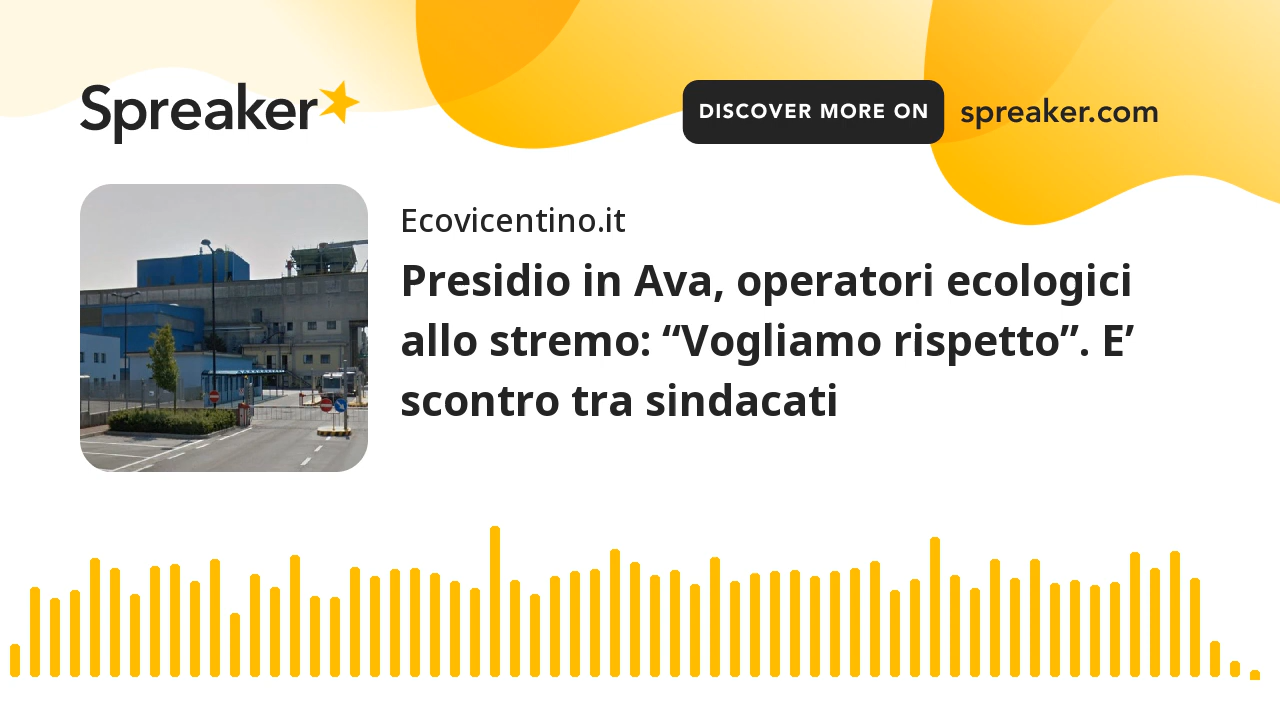 Spreaker
DISCOVER MORE ON
spreaker.com
Ecovicentino.it
Presidio in Ava, operatori ecologici
allo stremo: “Vogliamo rispetto”. E’
scontro tra sindacati